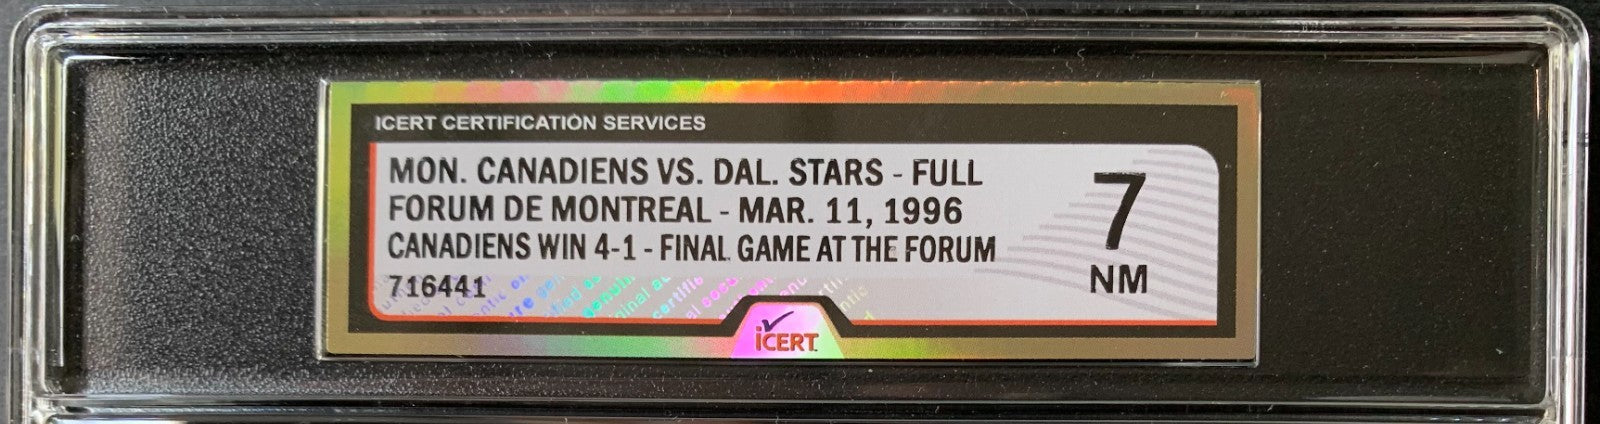 ICERT CERTIFICATION SERVICES
MON. CANADIENS VS. DAL. STARS - FULL
FORUM DE MONTREAL - MAR. 11, 1996
CANADIENS WIN 4-1 - FINAL GAME AT THE FORUM
716441
7
NM
iCERT